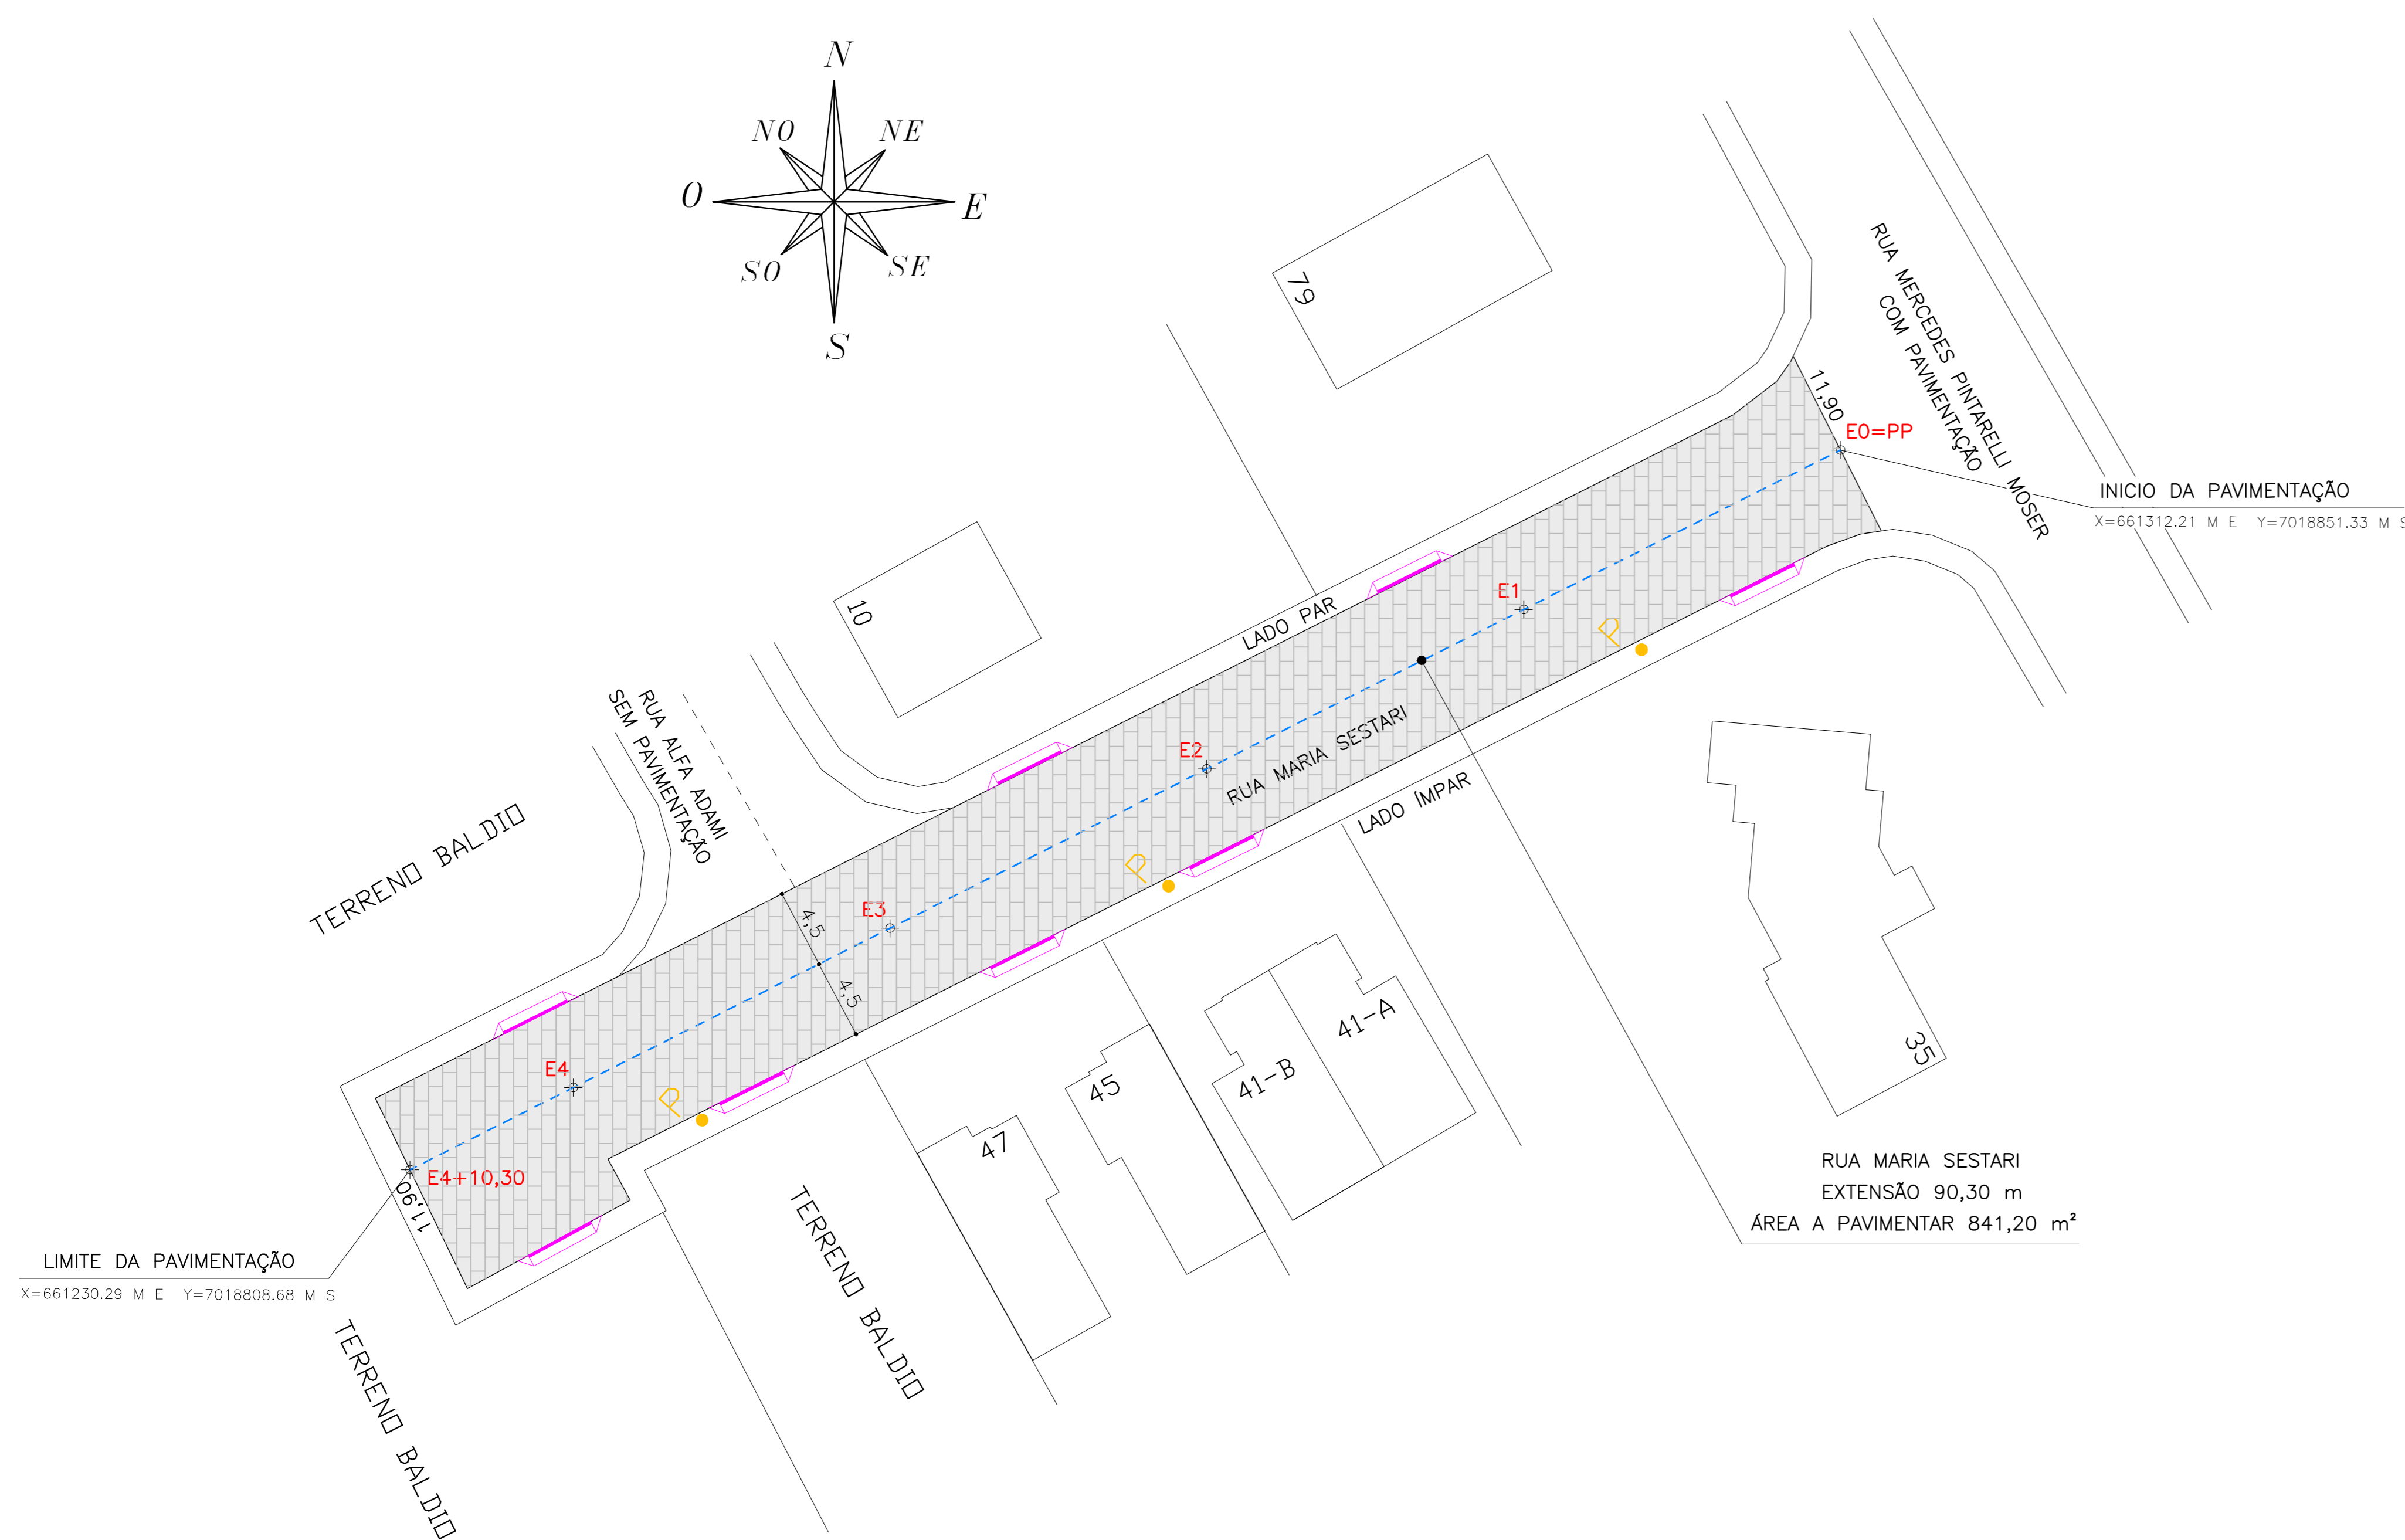 N
NO
NE
O
E
SO
SE
S
79
RUA MERCEDES PINTARELLI MOSER
COM PAVIMENTAÇÃO
11,90
E0=PP
INICIO DA PAVIMENTAÇÃO
X=661312.21 M E Y=7018851.33 M S
10
E1
LADO PAR
P
RUA ALFA ADAMI
SEM PAVIMENTAÇÃO
E2
RUA MARIA SESTARI
LADO ÍMPAR
TERRENO BALDIO
P
4,5
E3
4,5
41-A
35
E4
P
45
41-B
47
E4+10,30
11,90
RUA MARIA SESTARI
EXTENSÃO 90,30 m
ÁREA A PAVIMENTAR 841,20 m²
LIMITE DA PAVIMENTAÇÃO
X=661230.29 M E Y=7018808.68 M S
TERRENO BALDIO
TERRENO BALDIO